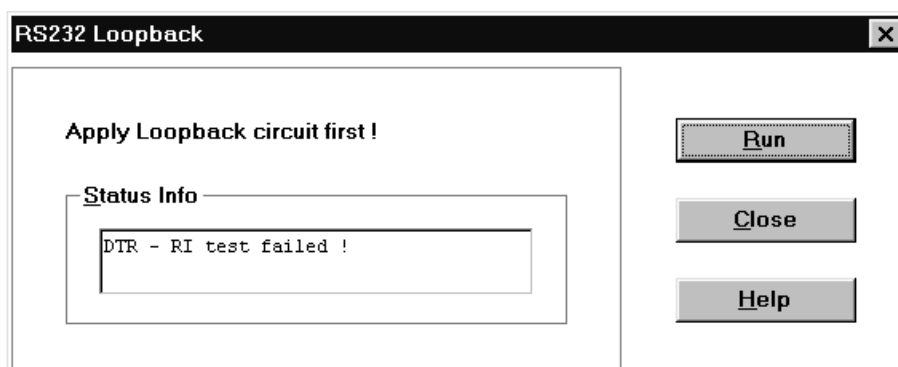 RS232 Loopback
Apply Loopback circuit first !
Run
Status Info
DTR - RI test failed !
Close
Help